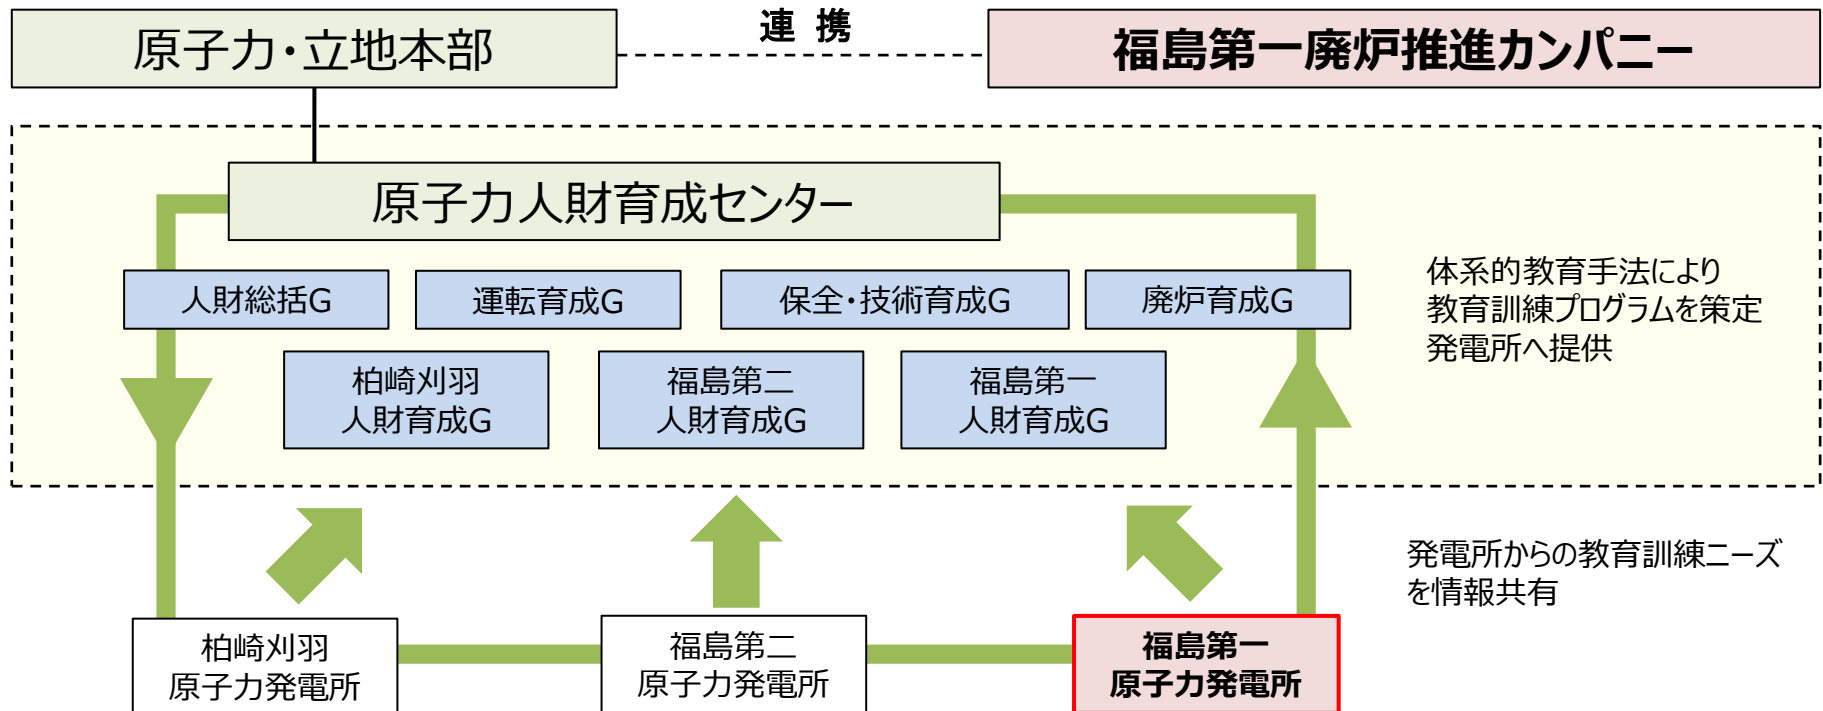 原子力・立地本部
連 携
福島第一廃炉推進カンパニー
原子力人財育成センター
人財総括G
運転育成G
保全・技術育成G
廃炉育成G
体系的教育手法により
教育訓練プログラムを策定
発電所へ提供
柏崎刈羽
人財育成G
福島第二
人財育成G
福島第一
人財育成G
発電所からの教育訓練ニーズ
を情報共有
柏崎刈羽
原子力発電所
福島第二
原子力発電所
福島第一
原子力発電所